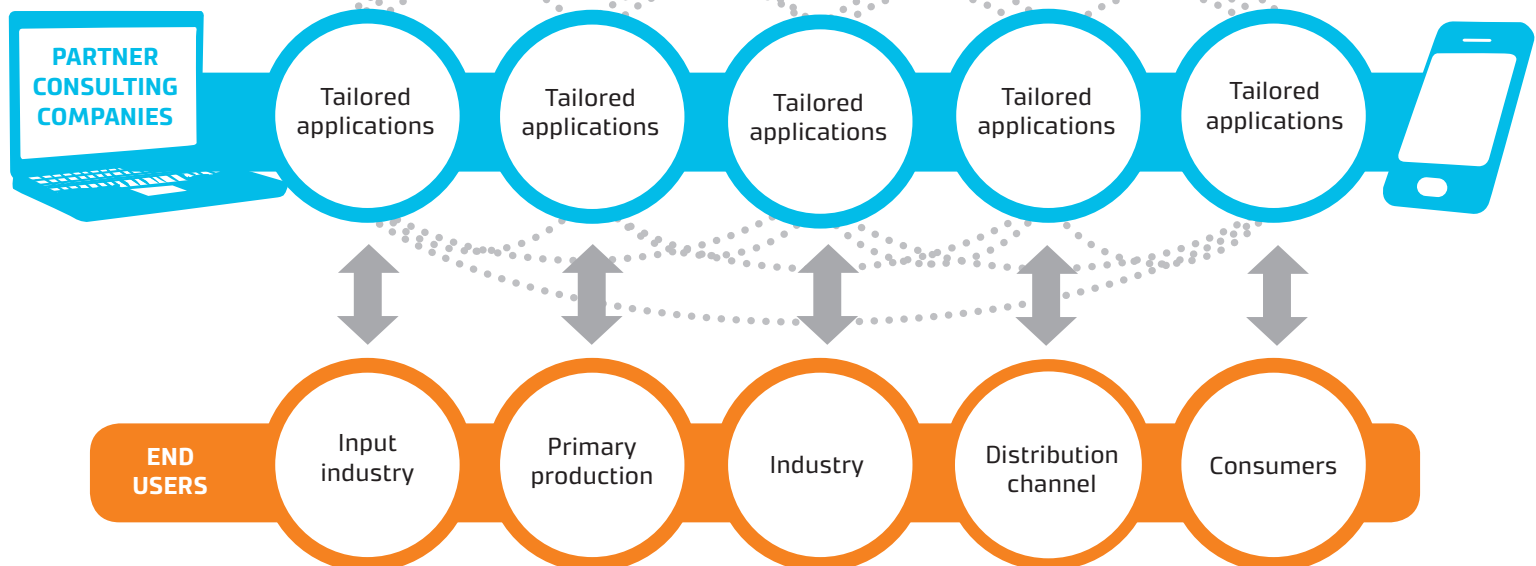 PARTNER
CONSULTING
COMPANIES
Tailored
applications
Tailored
applications
Tailored
applications
Tailored
applications
Tailored
applications
END
USERS
Input
industry
Primary
production
Industry
Distribution
channel
Consumers